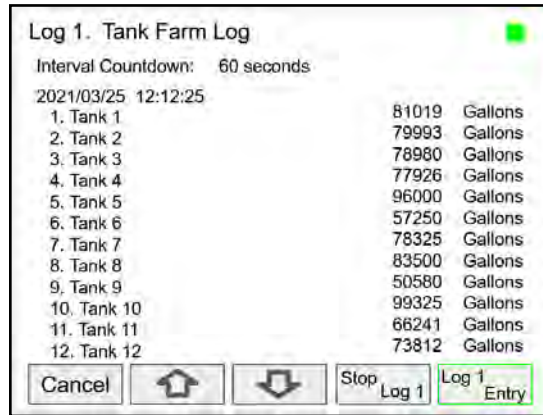 Log 1. Tank Farm Log
Interval Countdown: 60 seconds
2021/03/25 12:12:25
1. Tank 1 81019 Gallons
2. Tank 2 79993 Gallons
3. Tank 3 78980 Gallons
4. Tank 4 77926 Gallons
5. Tank 5 96000 Gallons
6. Tank 6 57250 Gallons
7. Tank 7 78325 Gallons
8. Tank 8 83500 Gallons
9. Tank 9 50580 Gallons
10. Tank 10 99325 Gallons
11. Tank 11 66241 Gallons
12. Tank 12 73812 Gallons
Cancel Stop Log 1 Log 1 Entry